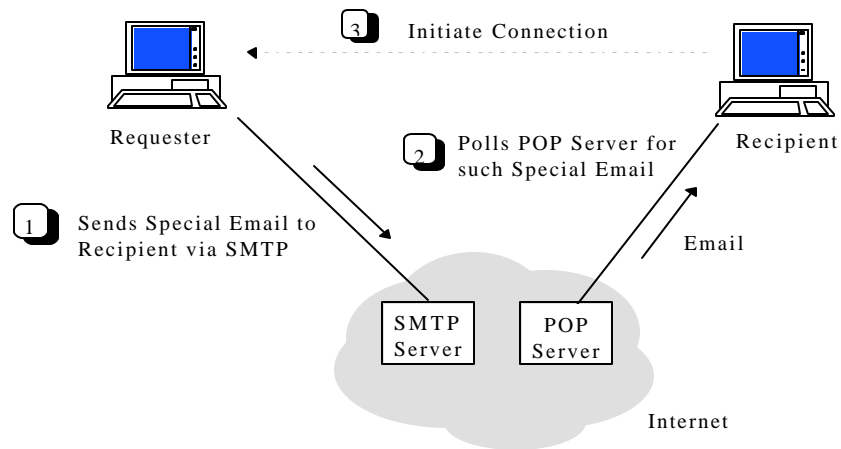 3 Initiate Connection
Requester
2 Polls POP Server for
such Special Email
Recipient
1 Sends Special Email to
Recipient via SMTP
Email
SMTP
Server
POP
Server
Internet